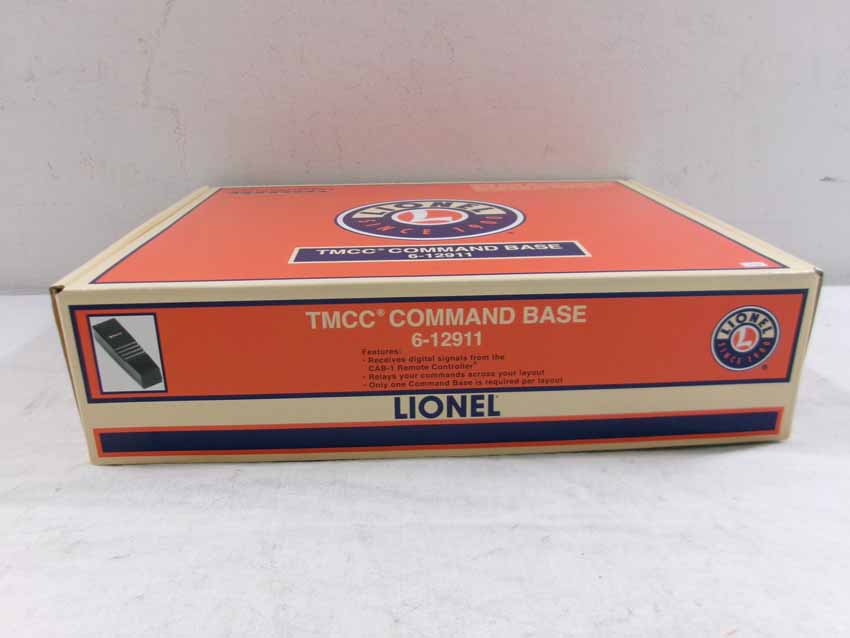 LIONEL
L
SINCE 1900
®
TMCC® COMMAND BASE
6-12911
TMCC® COMMAND BASE
6-12911
Features:
• Receives digital signals from the
CAB-1 Remote Controller®
• Relays your commands across your layout
• Only one Command Base is required per layout
LIONEL
L
SINCE 1900
®
LIONEL